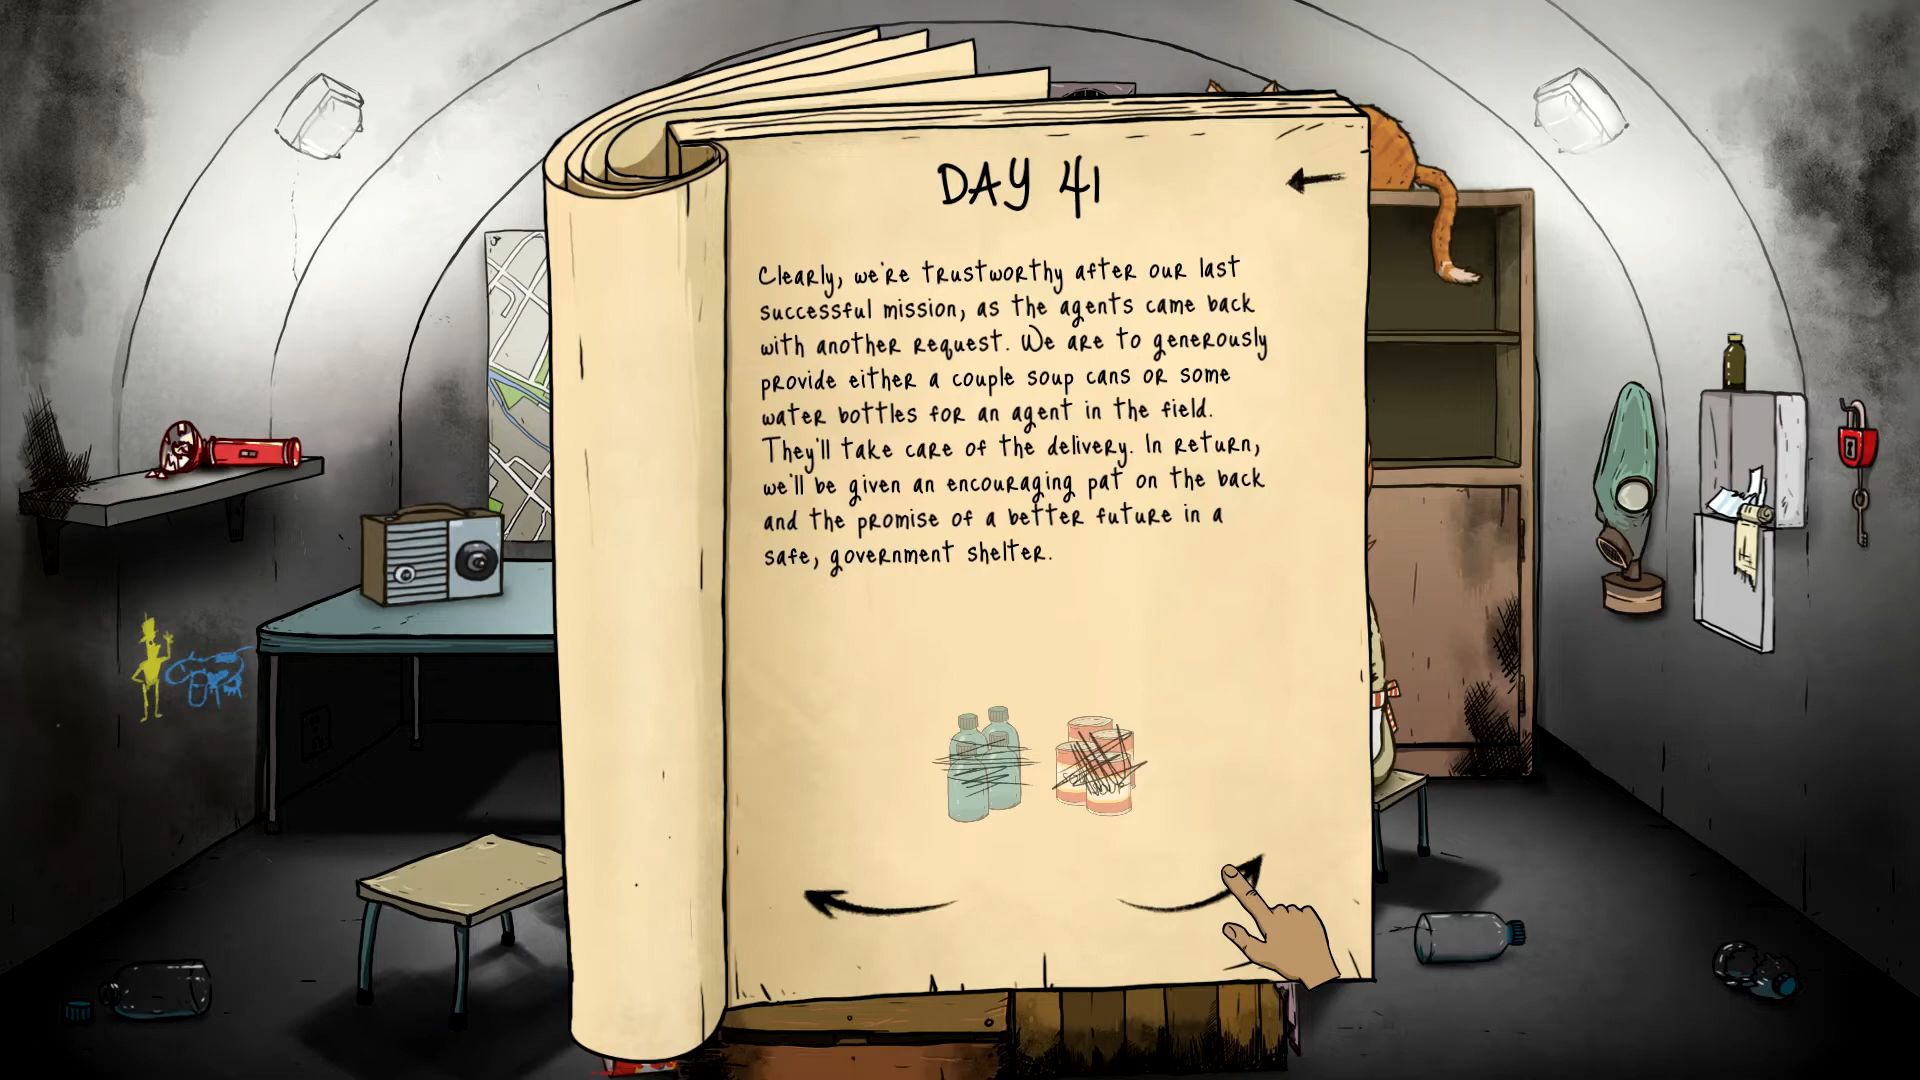 DAY 41
Clearly, we're trustworthy after our last
successful mission, as the agents came back
with another request. We are to generously
provide either a couple soup cans or some
water bottles for an agent in the field.
They'll take care of the delivery. In return,
we'll be given an encouraging pat on the back
and the promise of a better future in a
safe, government shelter.